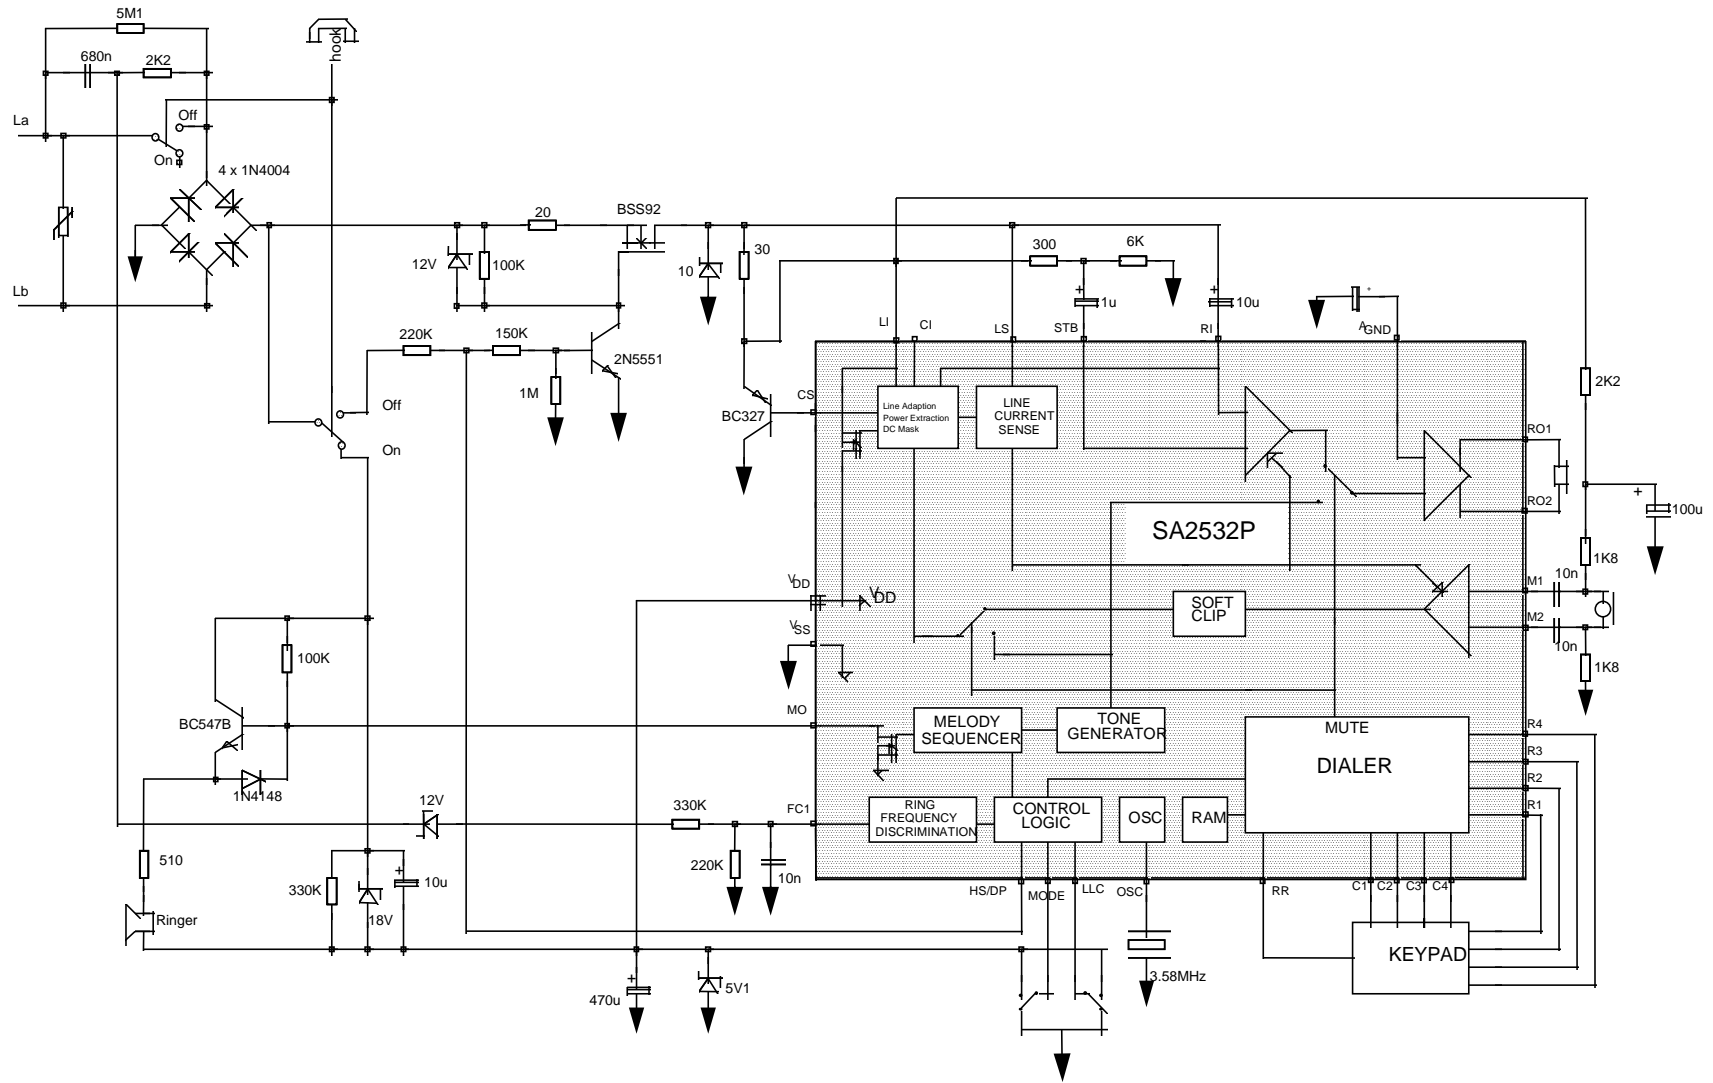 5M1
hook
680n
2K2
La
Off
On
4 x 1N4004
Lb
20
BSS92
12V
100K
10
30
300
6K
1u
10u
+
+
+
LI
CI
LS
STB
RI
AGND
220K
150K
2N5551
1M
2K2
Off
On
BC327
CS
Line Adaption
Power Extraction
DC Mask
LINE
CURRENT
SENSE
RO1
RO2
+
100u
SA2532P
1K8
VDD
VDD
M1
10n
SOFT
CLIP
VSS
M2
10n
1K8
100K
BC547B
MO
MELODY
SEQUENCER
TONE
GENERATOR
MUTE
DIALER
R4
R3
R2
R1
1N4148
12V
330K
FC1
RING
FREQUENCY
DISCRIMINATION
CONTROL
LOGIC
OSC
RAM
510
220K
10n
330K
+
10u
18V
Ringer
HS/DP
MODE
LLC
OSC
RR
C1
C2
C3
C4
KEYPAD
3.58MHz
+
470u
5V1